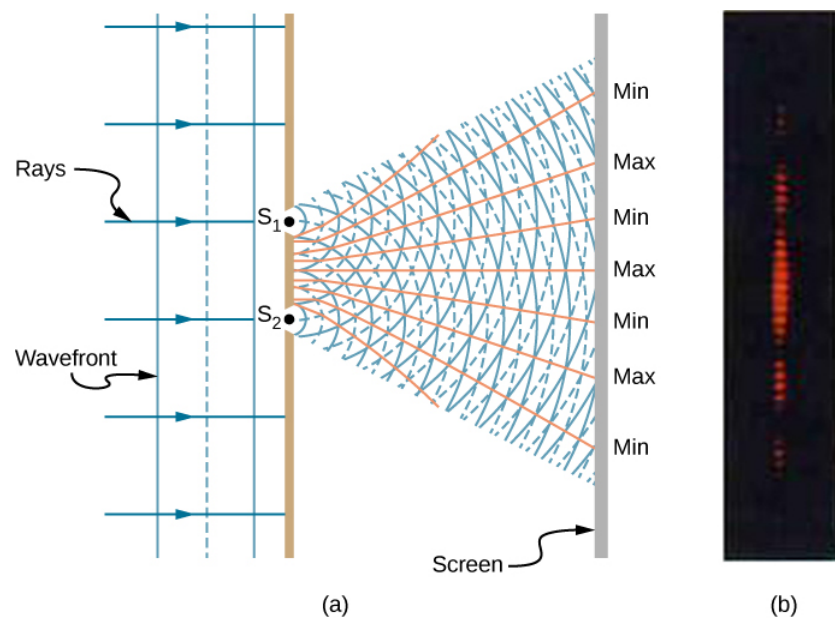 Min
Max
Rays
S1
Min
Max
S2
Min
Wavefront
Max
Min
Screen
(a)
(b)